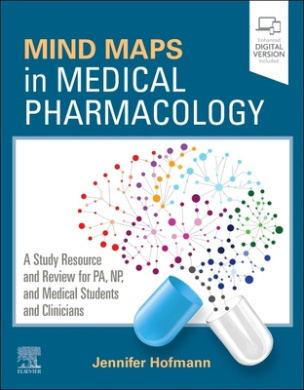 Enhanced
DIGITAL
VERSION
Included
MIND MAPS
in MEDICAL
PHARMACOLOGY
A Study Resource
and Review for PA, NP,
and Medical Students
and Clinicians
ELSEVIER
Jennifer Hofmann